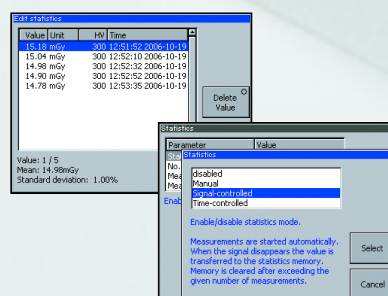 Edit statistics
Value Unit HV Time
15.18 mGy 300 12:51:52 2006-10-19
15.04 mGy 300 12:52:10 2006-10-19
14.98 mGy 300 12:52:32 2006-10-19
14.90 mGy 300 12:52:52 2006-10-19
14.78 mGy 300 12:53:35 2006-10-19
Delete
Value
Value: 1 / 5
Mean: 14.98mGy
Standard deviation: 1.00%
Statistics
Parameter Value
Sta
No.
Mea
Mea
Enab
Statistics
disabled
Manual
Signal-controlled
Time-controlled
Enable/disable statistics mode.
Measurements are started automatically.
When the signal disappears the value is
transferred to the statistics memory.
Memory is cleared after exceeding the
given number of measurements.
Select
Cancel